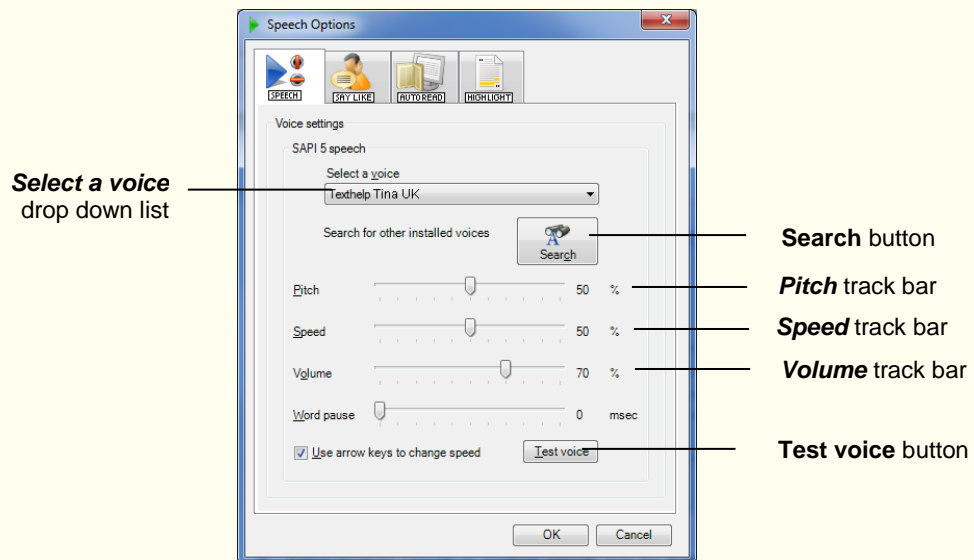 Speech Options
SPEECH
SAY LIKE
AUTOREAD
HIGHLIGHT
Voice settings
SAPI 5 speech
Select a voice
Texthelp Tina UK
Select a voice
drop down list
Search for other installed voices
Search
Search button
Pitch
50 %
Pitch track bar
Speed
50 %
Speed track bar
Volume
70 %
Volume track bar
Word pause
0 msec
Use arrow keys to change speed
Test voice
Test voice button
OK
Cancel